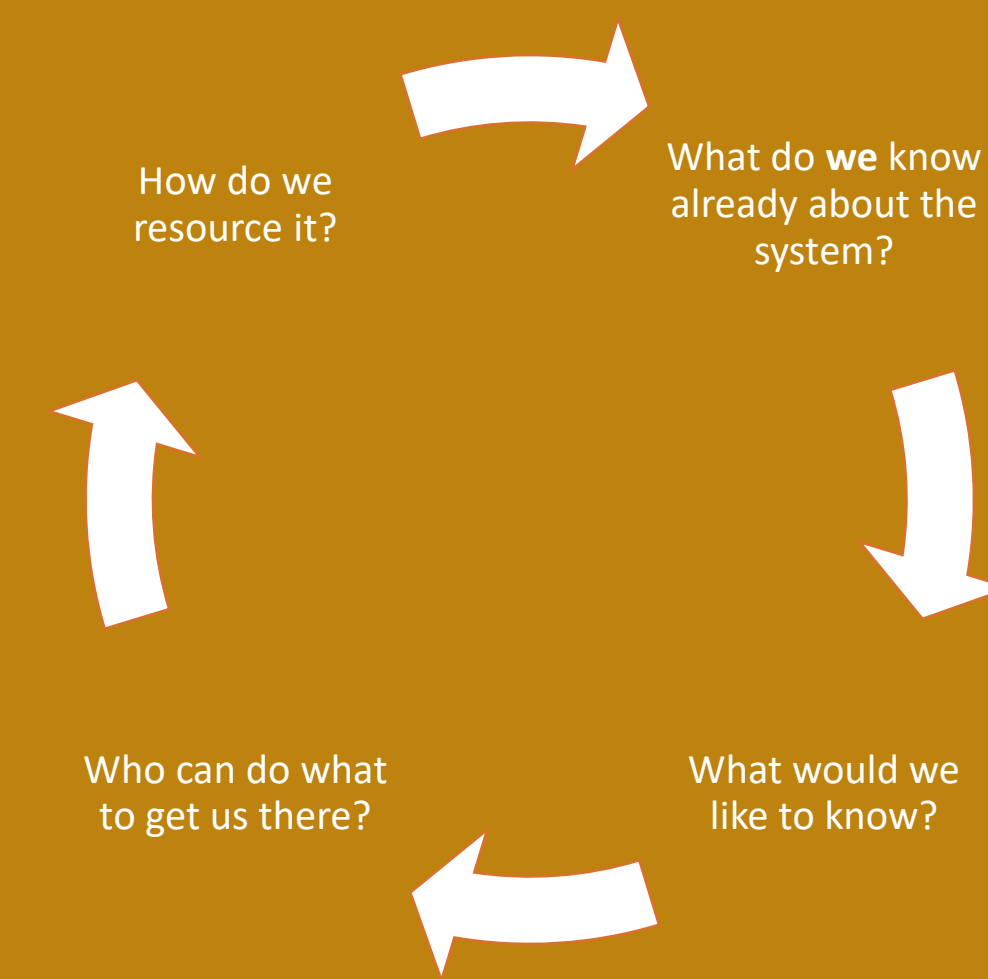 How do we
resource it?
What do we know
already about the
system?
Who can do what
to get us there?
What would we
like to know?